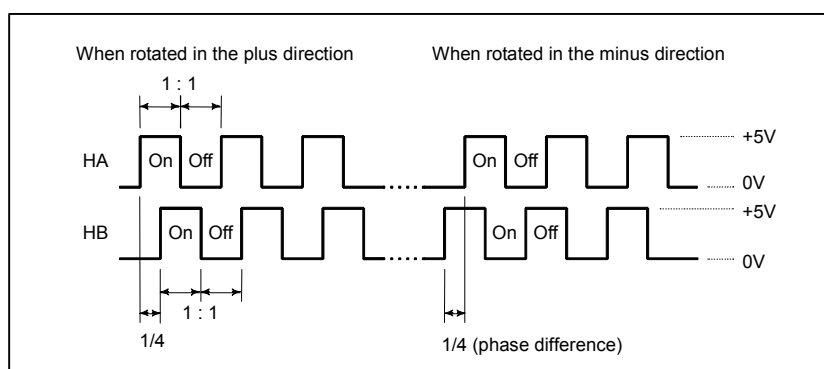 When rotated in the plus direction When rotated in the minus direction
1 : 1
HA On Off On Off +5V
0V
HB On Off On Off +5V
0V
1 : 1
1/4 1/4 (phase difference)